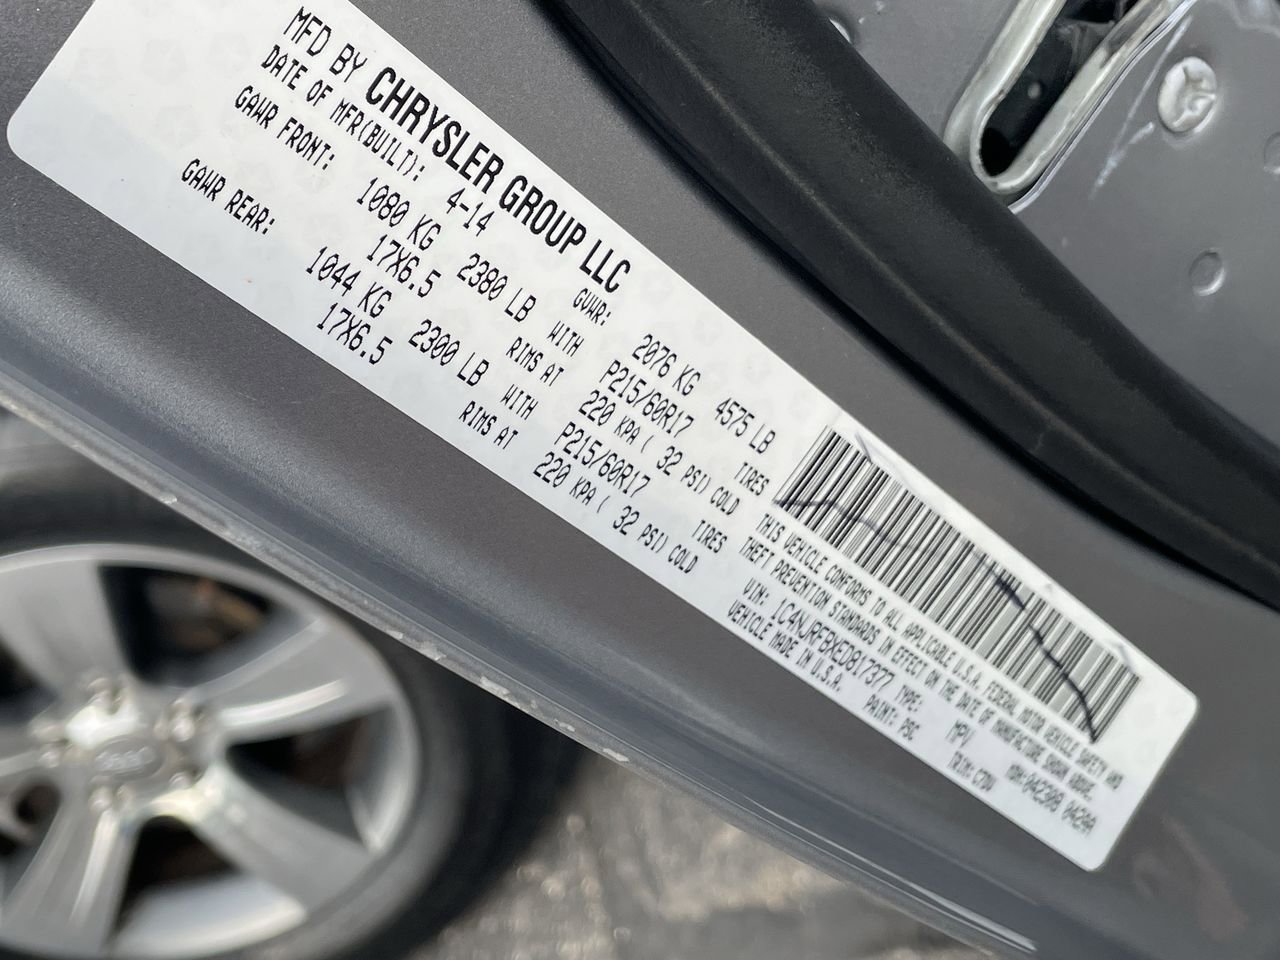 MFD BY CHRYSLER GROUP LLC
DATE OF MFR(BUILT): 4-14 GVWR: 2076 KG 4575 LB
GAWR FRONT: 1080 KG 2380 LB WITH P215/60R17 TIRES
17X6.5 RIMS AT 220 KPA ( 32 PSI) COLD
GAWR REAR: 1044 KG 2300 LB WITH P215/60R17 TIRES
17X6.5 RIMS AT 220 KPA ( 32 PSI) COLD
THIS VEHICLE CONFORMS TO ALL APPLICABLE U.S.A. FEDERAL MOTOR VEHICLE SAFETY AND
THEFT PREVENTION STANDARDS IN EFFECT ON THE DATE OF MANUFACTURE SHOWN ABOVE.
VIN: 1C4NJRFBXED817377 TYPE: MPV MDH:042308 042AA
VEHICLE MADE IN U.S.A. PAINT: PSC TRIM:
Jeep